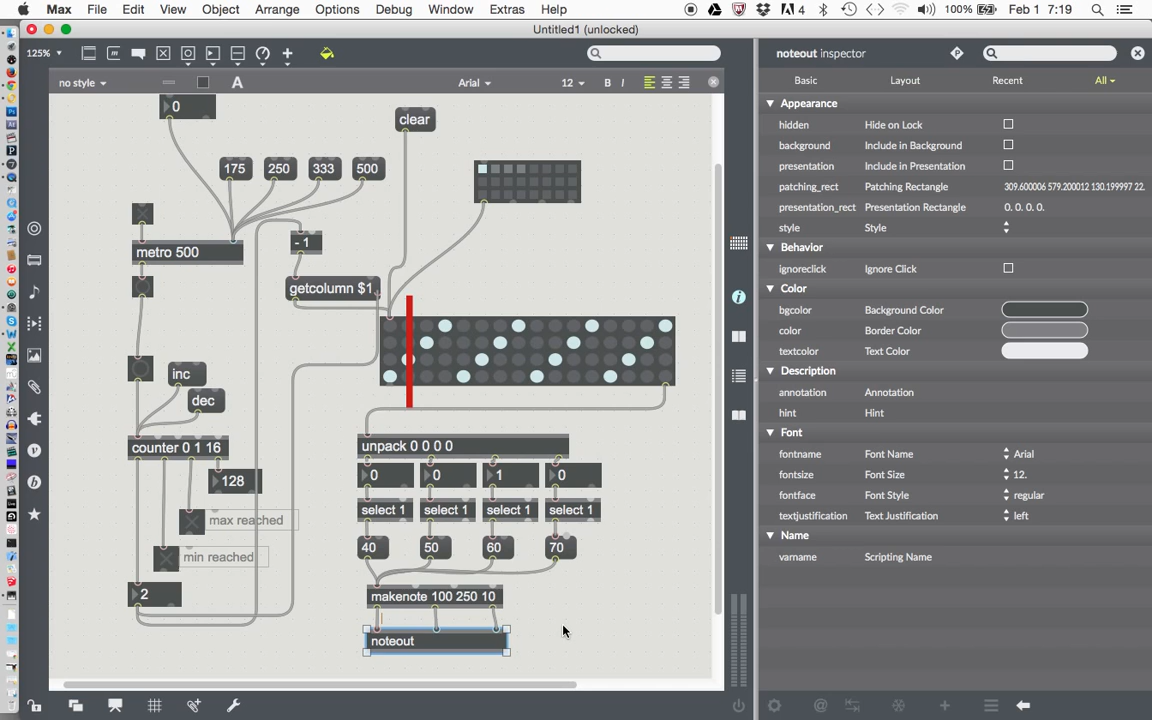 Max File Edit View Object Arrange Options Debug Window Extras Help
4 100% Feb 1 7:19
Untitled1 (unlocked)
125%
no style A Arial 12 B I
0
clear
175 250 333 500
metro 500
- 1
getcolumn $1
inc
dec
counter 0 1 16
128
max reached
min reached
2
unpack 0 0 0 0
0 0 1 0
select 1 select 1 select 1 select 1
40 50 60 70
makenote 100 250 10
noteout
noteout inspector
Basic Layout Recent All
Appearance
hidden Hide on Lock
background Include in Background
presentation Include in Presentation
patching_rect Patching Rectangle 309.600006 579.200012 130.199997 22.
presentation_rect Presentation Rectangle 0. 0. 0. 0.
style Style
Behavior
ignoreclick Ignore Click
Color
bgcolor Background Color
color Border Color
textcolor Text Color
Description
annotation Annotation
hint Hint
Font
fontname Font Name Arial
fontsize Font Size 12.
fontface Font Style regular
textjustification Text Justification left
Name
varname Scripting Name